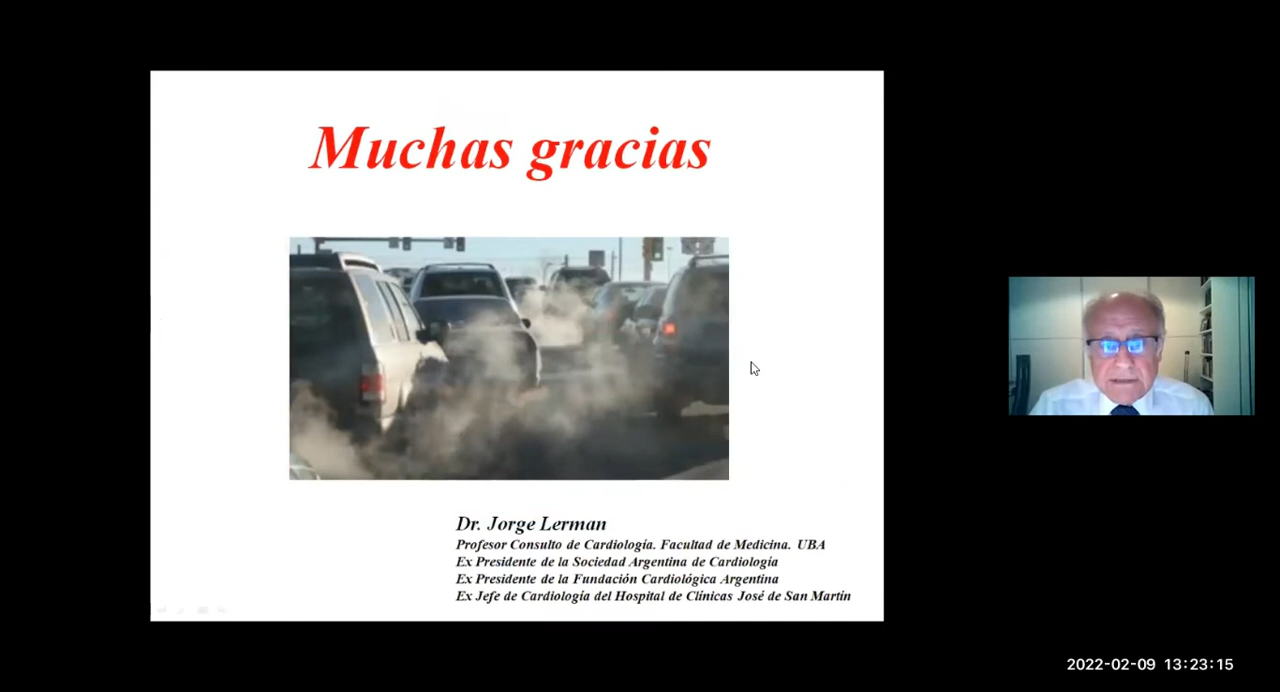 Muchas gracias
Dr. Jorge Lerman
Profesor Consulto de Cardiología. Facultad de Medicina. UBA
Ex Presidente de la Sociedad Argentina de Cardiología
Ex Presidente de la Fundación Cardiológica Argentina
Ex Jefe de Cardiología del Hospital de Clínicas José de San Martín
2022-02-09 13:23:15